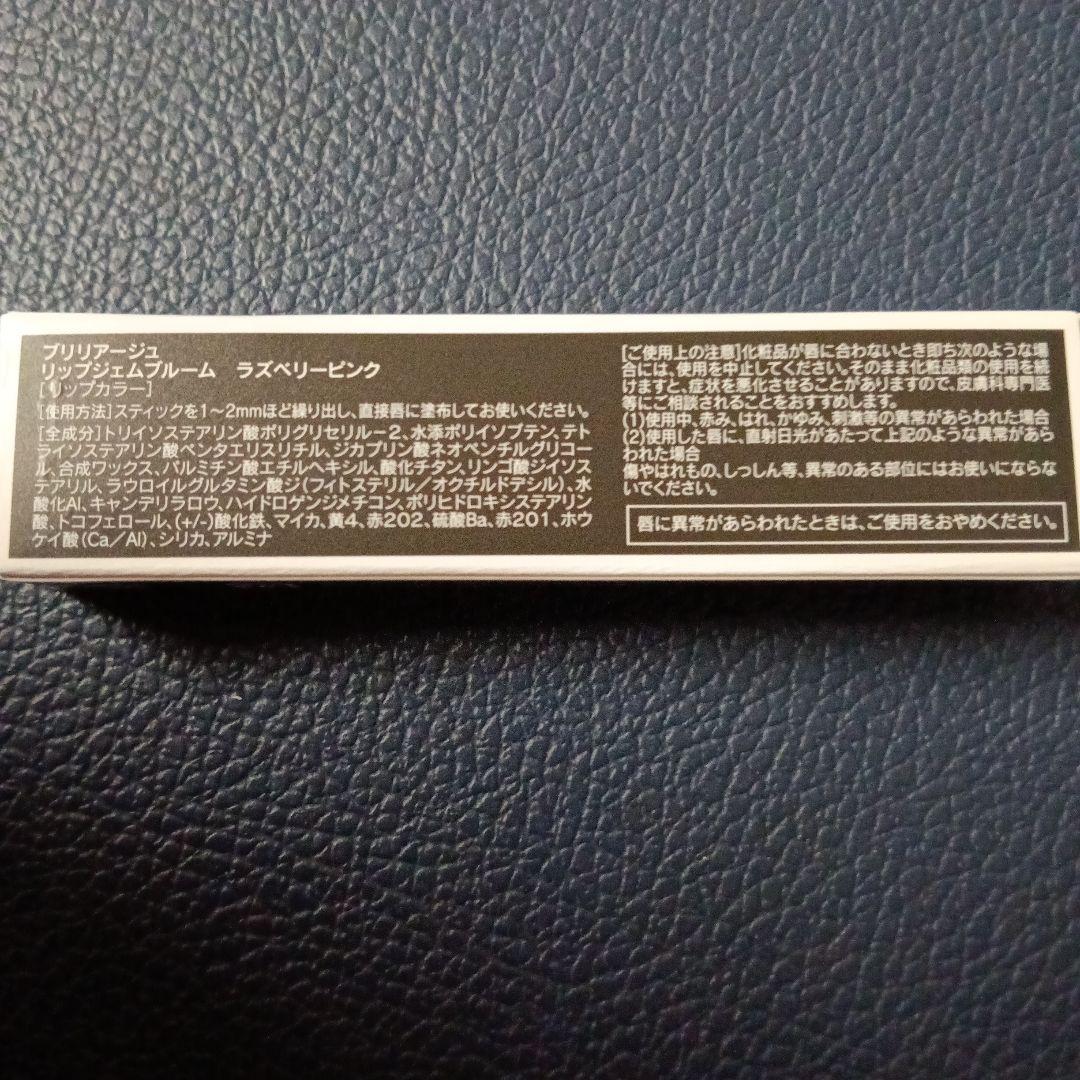 ブリリアージュ
リップジェムブルーム　ラズベリーピンク
[リップカラー]
[使用方法]スティックを1～2mmほど繰り出し、直接唇に塗布してお使いください。
[全成分]トリイソステアリン酸ポリグリセリル－2、水添ポリイソブテン、テト
ライソステアリン酸ペンタエリスリチル、ジカプリン酸ネオペンチルグリコー
ル、合成ワックス、パルミチン酸エチルヘキシル、酸化チタン、リンゴ酸ジイソス
テアリル、ラウロイルグルタミン酸ジ(フィトステリル／オクチルドデシル)、水
酸化Al、キャンデリラロウ、ハイドロゲンジメチコン、ポリヒドロキシステアリン
酸、トコフェロール、(+/-)酸化鉄、マイカ、黄4、赤202、硫酸Ba、赤201、ホウ
ケイ酸(Ca／Al)、シリカ、アルミナ
[ご使用上の注意]化粧品が唇に合わないとき即ち次のような場
合には、使用を中止してください。そのまま化粧品類の使用を続
けますと、症状を悪化させることがありますので、皮膚科専門医
等にご相談されることをおすすめします。
(1)使用中、赤み、はれ、かゆみ、刺激等の異常があらわれた場合
(2)使用した唇に、直射日光があたって上記のような異常があら
われた場合
傷やはれもの、しっしん等、異常のある部位にはお使いにならな
いでください。
唇に異常があらわれたときは、ご使用をおやめください。